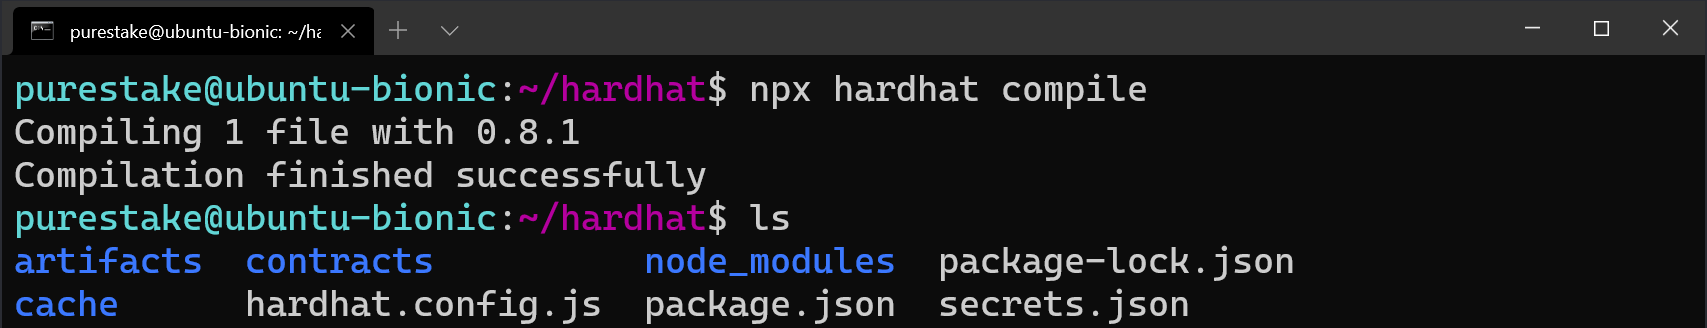 purestake@ubuntu-bionic: ~/ha
purestake@ubuntu-bionic:~/hardhat$ npx hardhat compile
Compiling 1 file with 0.8.1
Compilation finished successfully
purestake@ubuntu-bionic:~/hardhat$ ls
artifacts  contracts          node_modules  package-lock.json
cache      hardhat.config.js  package.json  secrets.json